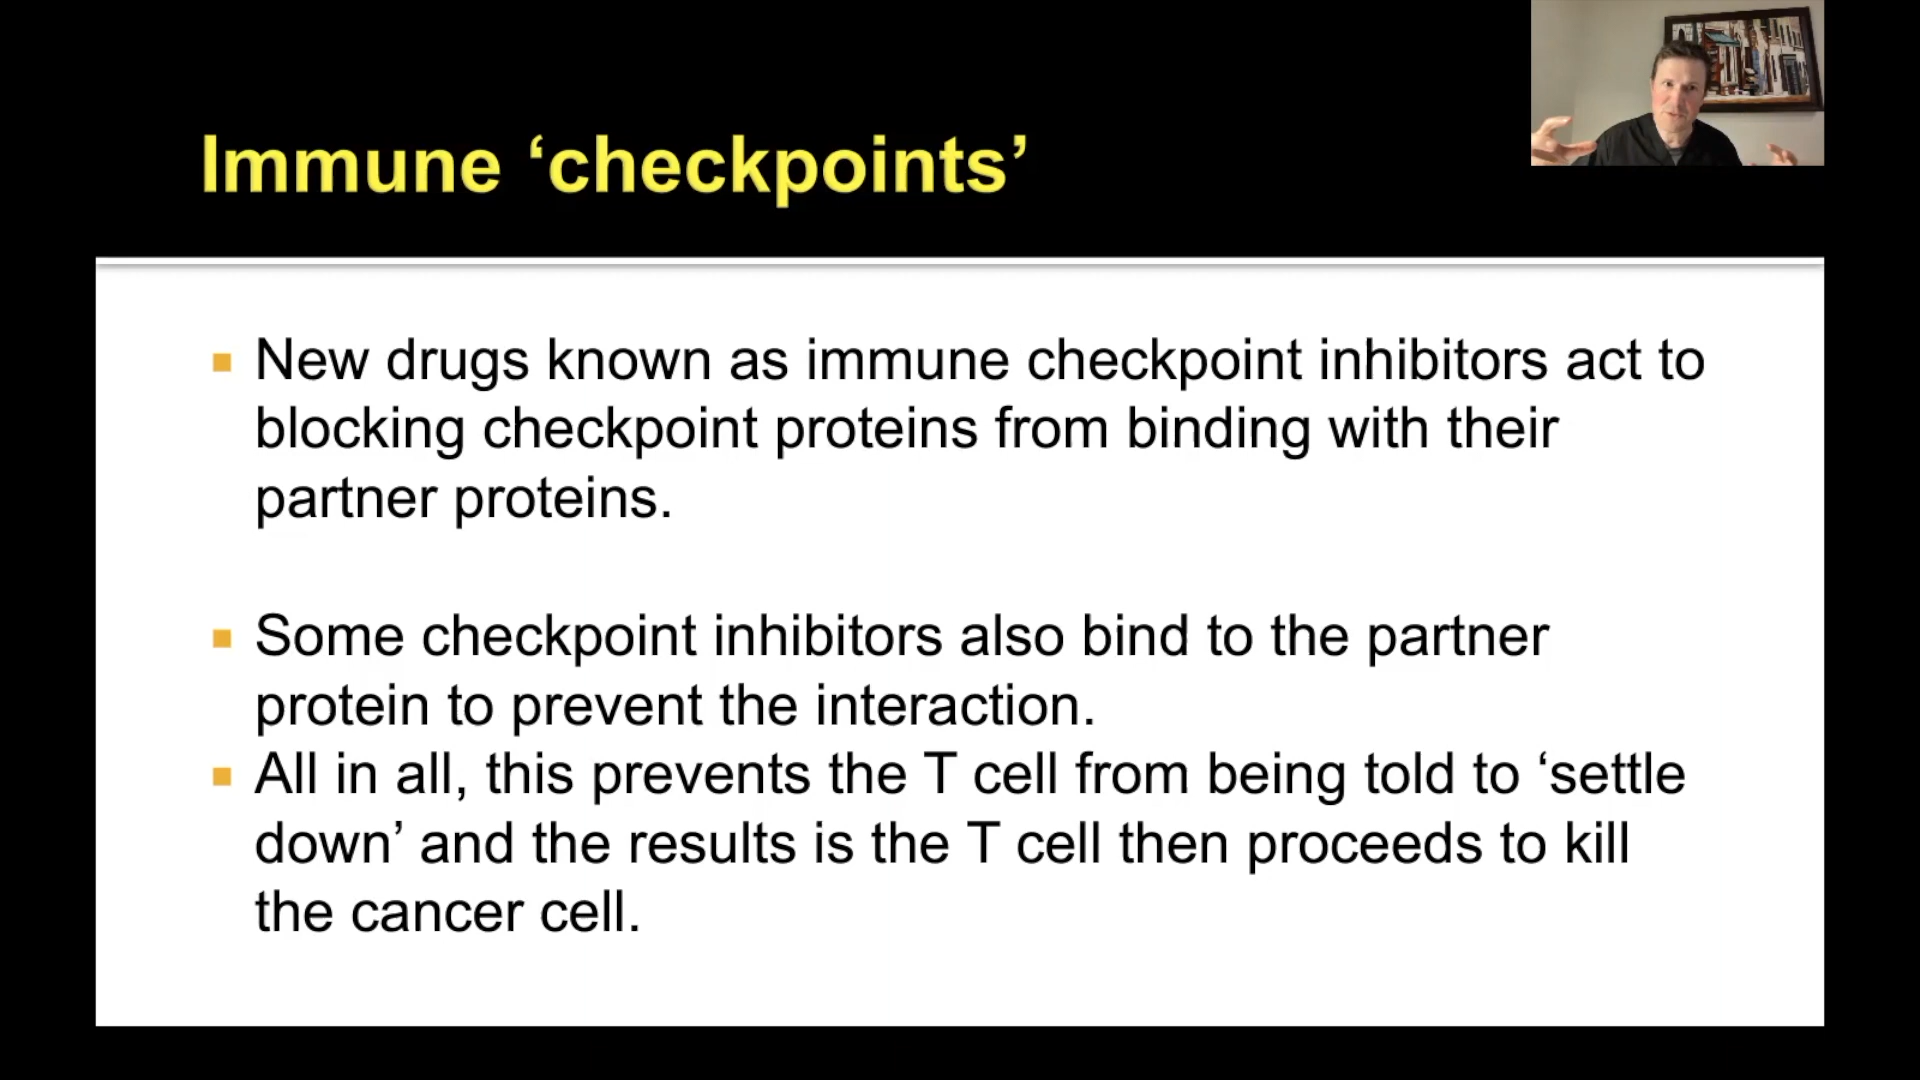 Immune ‘checkpoints’
New drugs known as immune checkpoint inhibitors act to
blocking checkpoint proteins from binding with their
partner proteins.
Some checkpoint inhibitors also bind to the partner
protein to prevent the interaction.
All in all, this prevents the T cell from being told to ‘settle
down’ and the results is the T cell then proceeds to kill
the cancer cell.